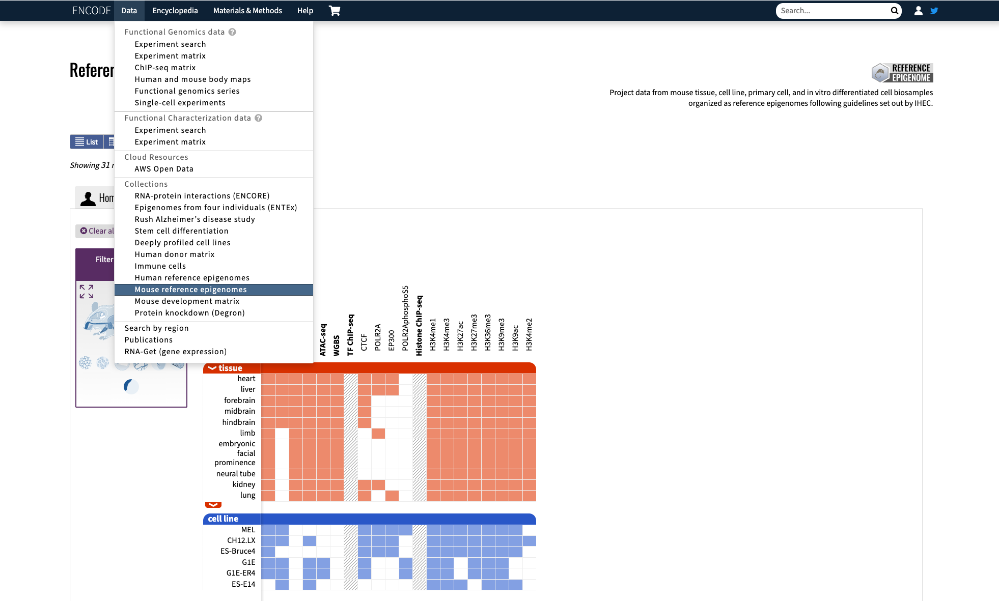 ENCODE Data Encyclopedia Materials & Methods Help Search...
Functional Genomics data
Experiment search
Experiment matrix
ChIP-seq matrix
Human and mouse body maps
Functional genomics series
Single-cell experiments
Functional Characterization data
Experiment search
Experiment matrix
Cloud Resources
AWS Open Data
Collections
RNA-protein interactions (ENCORE)
Epigenomes from four individuals (ENTEx)
Rush Alzheimer’s disease study
Stem cell differentiation
Deeply profiled cell lines
Human donor matrix
Immune cells
Human reference epigenomes
Mouse reference epigenomes
Mouse development matrix
Protein knockdown (Degron)
Search by region
Publications
RNA-Get (gene expression)
Refer
REFERENCE
EPIGENOME
Project data from mouse tissue, cell line, primary cell, and in vitro differentiated cell biosamples
organized as reference epigenomes following guidelines set out by IHEC.
List
Showing 31 r
Hom
Clear al
Filter
ATAC-seq
WGBS
TF ChIP-seq
CTCF
POLR2A
EP300
POLR2AphosphoS5
Histone ChIP-seq
H3K4me1
H3K4me3
H3K27ac
H3K27me3
H3K36me3
H3K9me3
H3K9ac
H3K4me2
tissue
heart
liver
forebrain
midbrain
hindbrain
limb
embryonic
facial
prominence
neural tube
kidney
lung
cell line
MEL
CH12.LX
ES-Bruce4
G1E
G1E-ER4
ES-E14